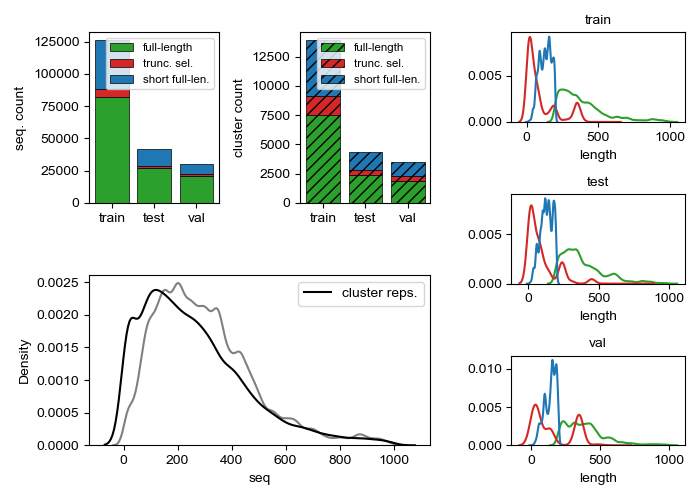 125000
100000
75000
50000
25000
0
seq. count
full-length
trunc. sel.
short full-len.
train test val
12500
10000
7500
5000
2500
0
cluster count
full-length
trunc. sel.
short full-len.
train test val
train
0.005
0.000
0 500 1000
length
test
0.005
0.000
0 500 1000
length
0.0025
0.0020
0.0015
0.0010
0.0005
0.0000
Density
cluster reps.
0 200 400 600 800 1000
seq
val
0.010
0.005
0.000
0 500 1000
length